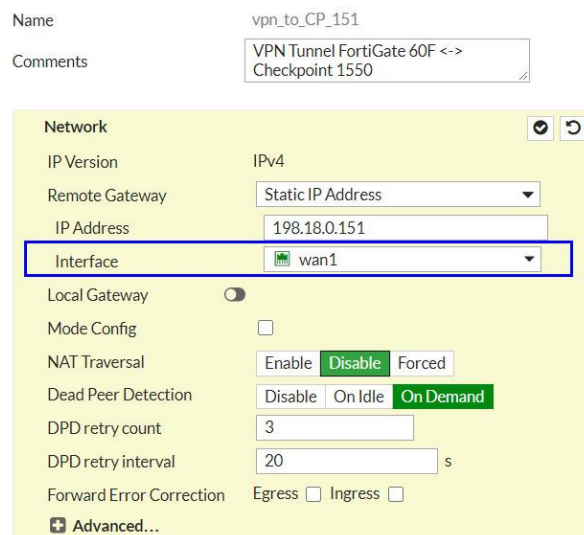 Name vpn_to_CP_151
Comments VPN Tunnel FortiGate 60F <->
Checkpoint 1550
Network
IP Version IPv4
Remote Gateway Static IP Address
IP Address 198.18.0.151
Interface wan1
Local Gateway
Mode Config
NAT Traversal Enable Disable Forced
Dead Peer Detection Disable On Idle On Demand
DPD retry count 3
DPD retry interval 20 s
Forward Error Correction Egress Ingress
Advanced...